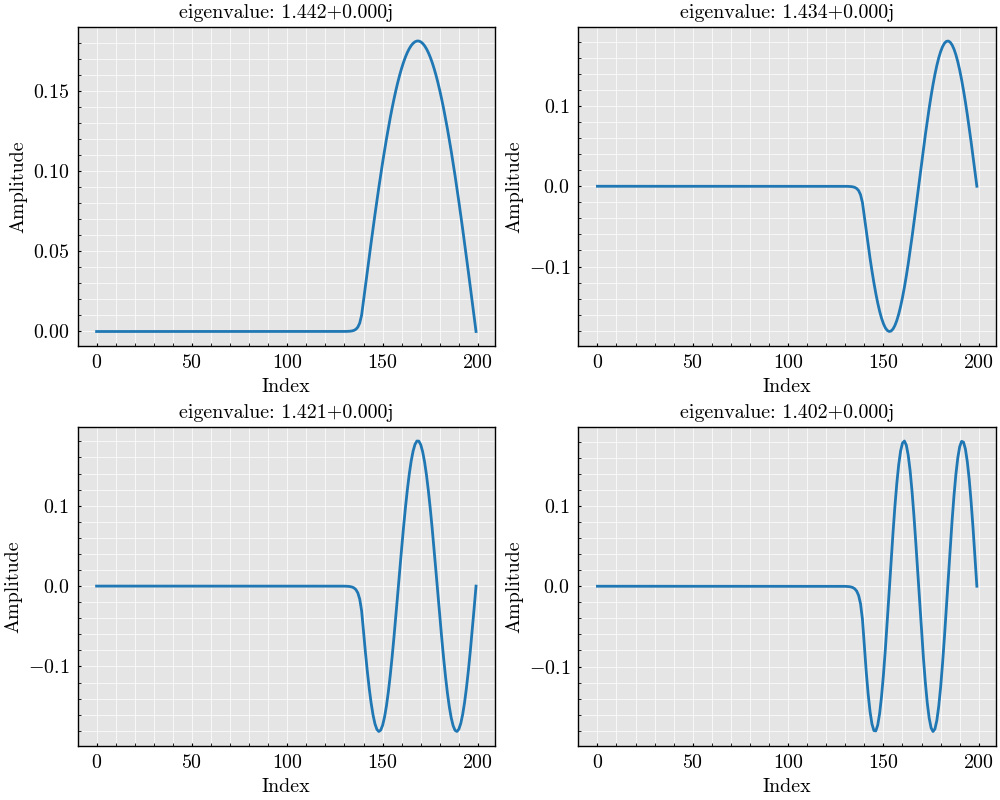 eigenvalue: 1.442+0.000j
Amplitude
0.15
0.10
0.05
0.00
0 50 100 150 200
Index
eigenvalue: 1.434+0.000j
Amplitude
0.1
0.0
−0.1
0 50 100 150 200
Index
eigenvalue: 1.421+0.000j
Amplitude
0.1
0.0
−0.1
0 50 100 150 200
Index
eigenvalue: 1.402+0.000j
Amplitude
0.1
0.0
−0.1
0 50 100 150 200
Index